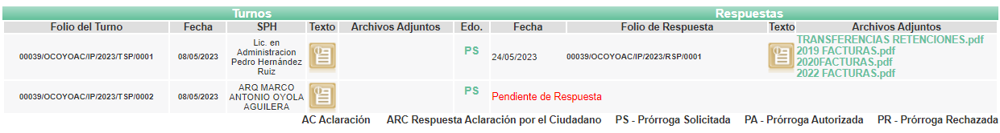 Turnos Respuestas
Folio del Turno Fecha SPH Texto Archivos Adjuntos Edo. Fecha Folio de Respuesta Texto Archivos Adjuntos
00039/OCOYOAC/IP/2023/TSP/0001 08/05/2023 Lic. en
Administracion
Pedro Hernández
Ruiz
PS 24/05/2023 00039/OCOYOAC/IP/2023/RSP/0001
TRANSFERENCIAS RETENCIONES.pdf
2019 FACTURAS.pdf
2020FACTURAS.pdf
2022 FACTURAS.pdf
00039/OCOYOAC/IP/2023/TSP/0002 08/05/2023 ARQ MARCO
ANTONIO OYOLA
AGUILERA
PS Pendiente de Respuesta
AC Aclaración ARC Respuesta Aclaración por el Ciudadano PS - Prórroga Solicitada PA - Prórroga Autorizada PR - Prórroga Rechazada